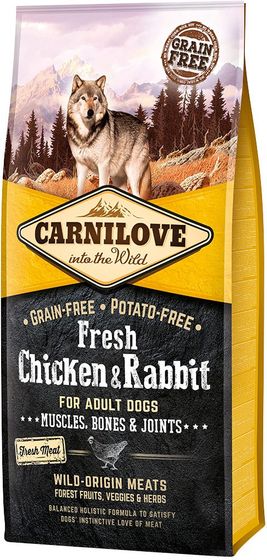 GRAIN
FREE
CARNILOVE
into the Wild
GRAIN-FREE • POTATO-FREE
Fresh
Chicken & Rabbit
FOR ADULT DOGS
★★★ MUSCLES, BONES & JOINTS ★★★
Fresh Meat
WILD-ORIGIN MEATS
FOREST FRUITS, VEGGIES & HERBS
BALANCED HOLISTIC FORMULA TO SATISFY
DOGS' INSTINCTIVE LOVE OF MEAT